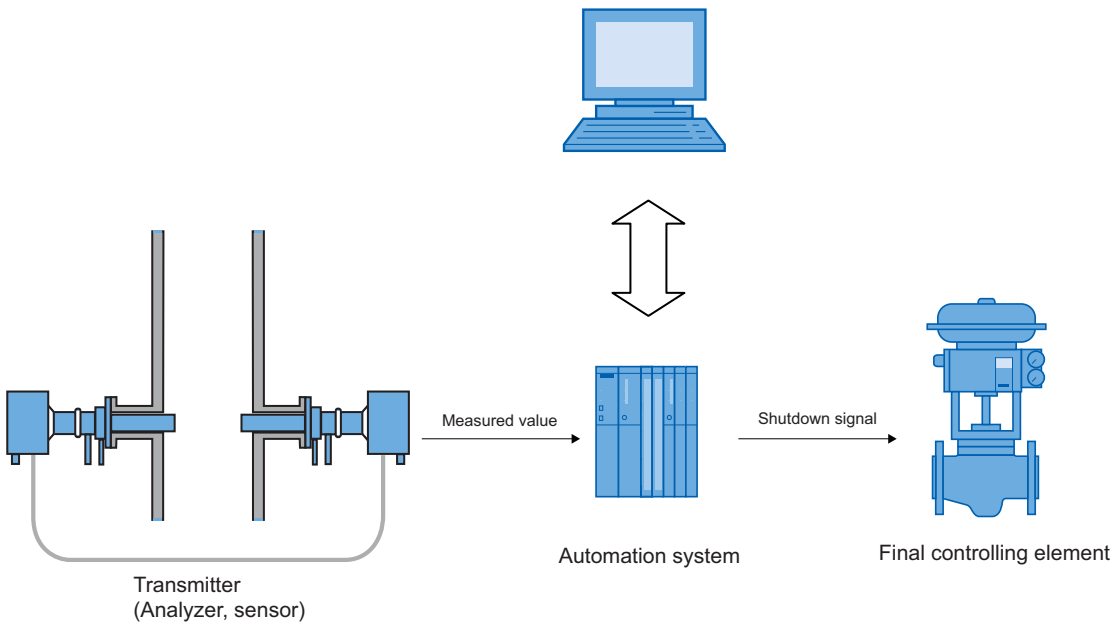 Measured value
Shutdown signal
Automation system
Final controlling element
Transmitter
(Analyzer, sensor)